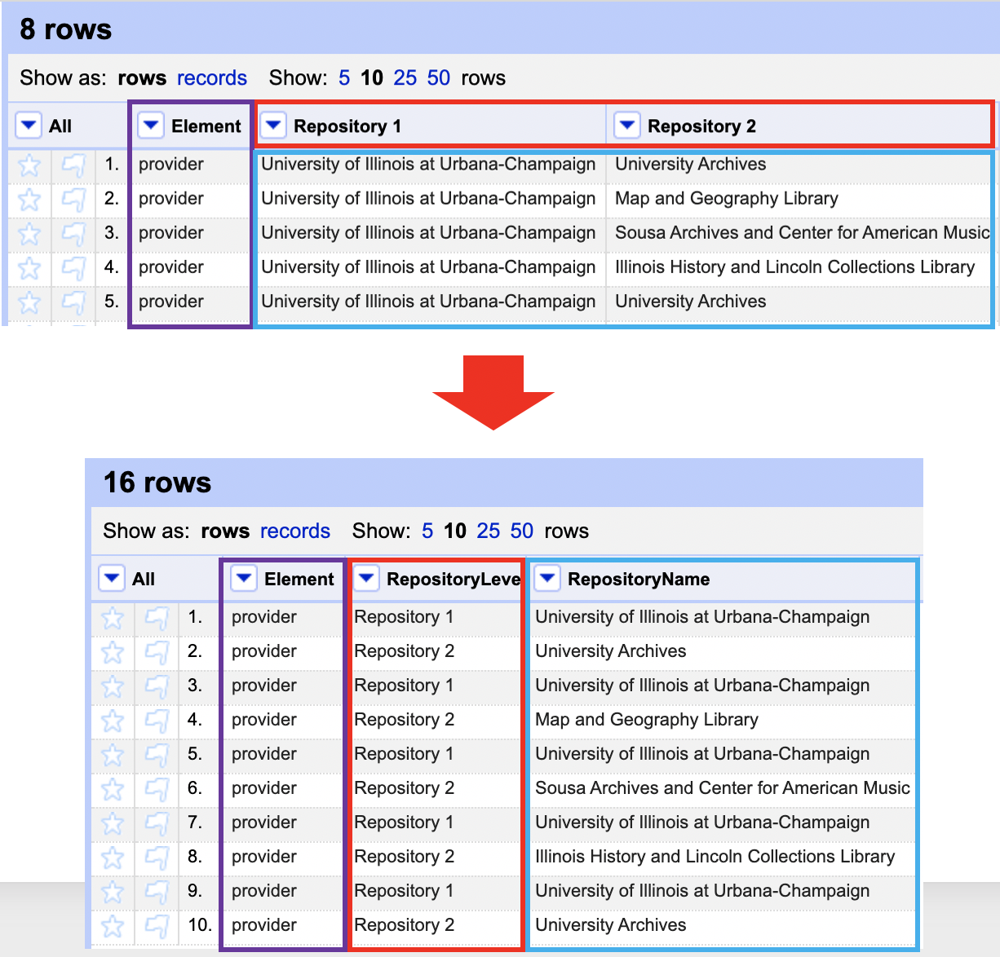 8 rows
Show as: rows records Show: 5 10 25 50 rows
All Element Repository 1 Repository 2
1. provider University of Illinois at Urbana-Champaign University Archives
2. provider University of Illinois at Urbana-Champaign Map and Geography Library
3. provider University of Illinois at Urbana-Champaign Sousa Archives and Center for American Music
4. provider University of Illinois at Urbana-Champaign Illinois History and Lincoln Collections Library
5. provider University of Illinois at Urbana-Champaign University Archives
16 rows
Show as: rows records Show: 5 10 25 50 rows
All Element RepositoryLeve RepositoryName
1. provider Repository 1 University of Illinois at Urbana-Champaign
2. provider Repository 2 University Archives
3. provider Repository 1 University of Illinois at Urbana-Champaign
4. provider Repository 2 Map and Geography Library
5. provider Repository 1 University of Illinois at Urbana-Champaign
6. provider Repository 2 Sousa Archives and Center for American Music
7. provider Repository 1 University of Illinois at Urbana-Champaign
8. provider Repository 2 Illinois History and Lincoln Collections Library
9. provider Repository 1 University of Illinois at Urbana-Champaign
10. provider Repository 2 University Archives